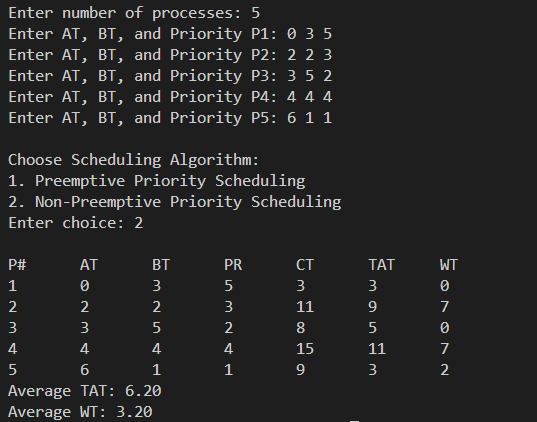 Enter number of processes: 5
Enter AT, BT, and Priority P1: 0 3 5
Enter AT, BT, and Priority P2: 2 2 3
Enter AT, BT, and Priority P3: 3 5 2
Enter AT, BT, and Priority P4: 4 4 4
Enter AT, BT, and Priority P5: 6 1 1
Choose Scheduling Algorithm:
1. Preemptive Priority Scheduling
2. Non-Preemptive Priority Scheduling
Enter choice: 2
P# AT BT PR CT TAT WT
1 0 3 5 3 3 0
2 2 2 3 11 9 7
3 3 5 2 8 5 0
4 4 4 4 15 11 7
5 6 1 1 9 3 2
Average TAT: 6.20
Average WT: 3.20